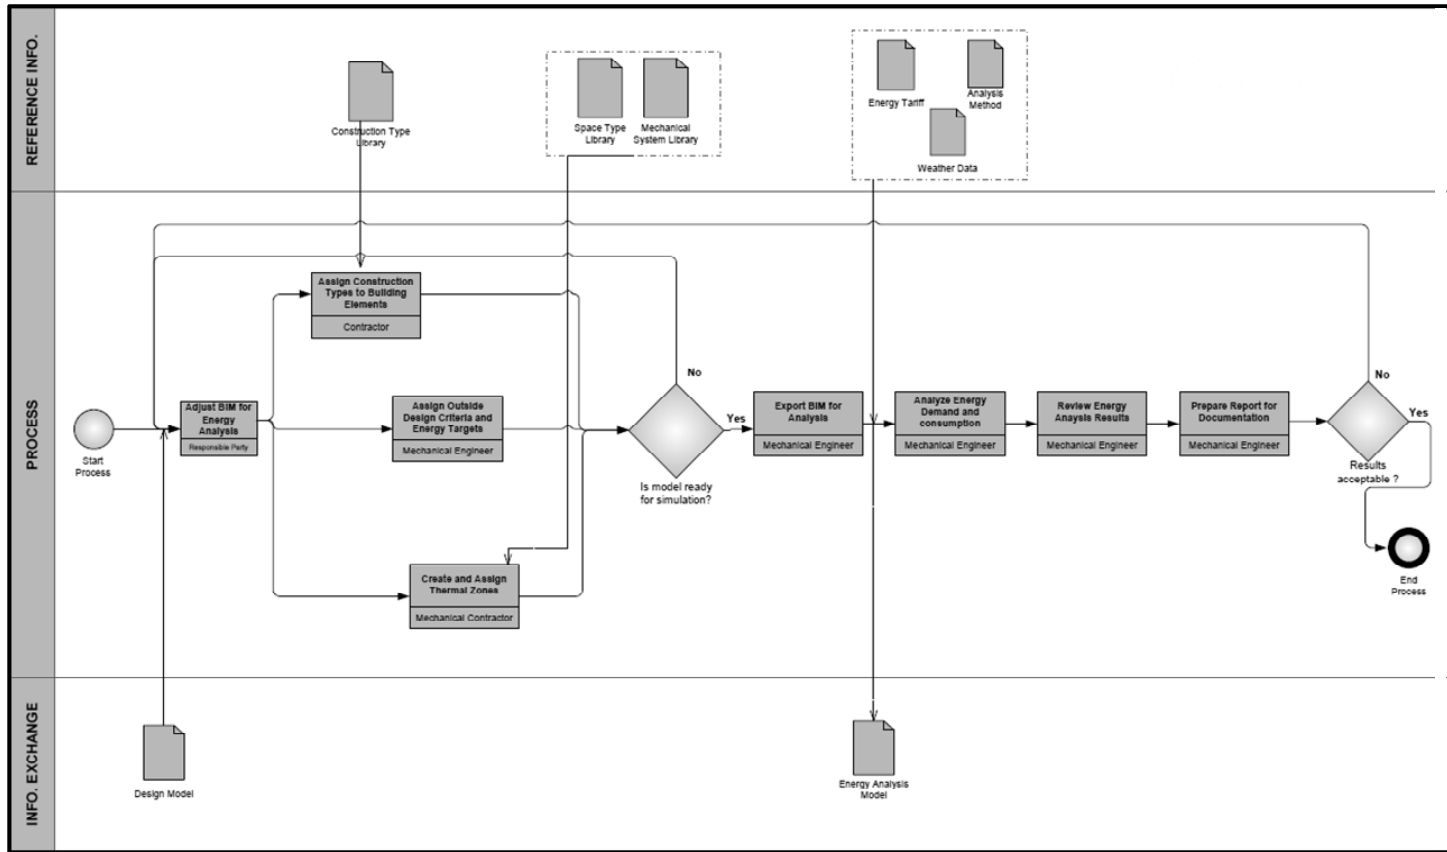 REFERENCE INFO.
Construction Type
Library
Space Type
Library
Mechanical
System Library
Energy Tariff
Analysis
Method
Weather Data
PROCESS
Start
Process
Adjust BIM for
Energy
Analysis
Responsible Party
Assign Construction
Types to Building
Elements
Contractor
Assign Outside
Design Criteria and
Energy Targets
Mechanical Engineer
Create and Assign
Thermal Zones
Mechanical Contractor
No
Yes
Is model ready
for simulation?
Export BIM for
Analysis
Mechanical Engineer
Analyze Energy
Demand and
consumption
Mechanical Engineer
Review Energy
Anaysis Results
Mechanical Engineer
Prepare Report for
Documentation
Mechanical Engineer
No
Yes
Results
acceptable ?
End
Process
INFO. EXCHANGE
Design Model
Energy Analysis
Model